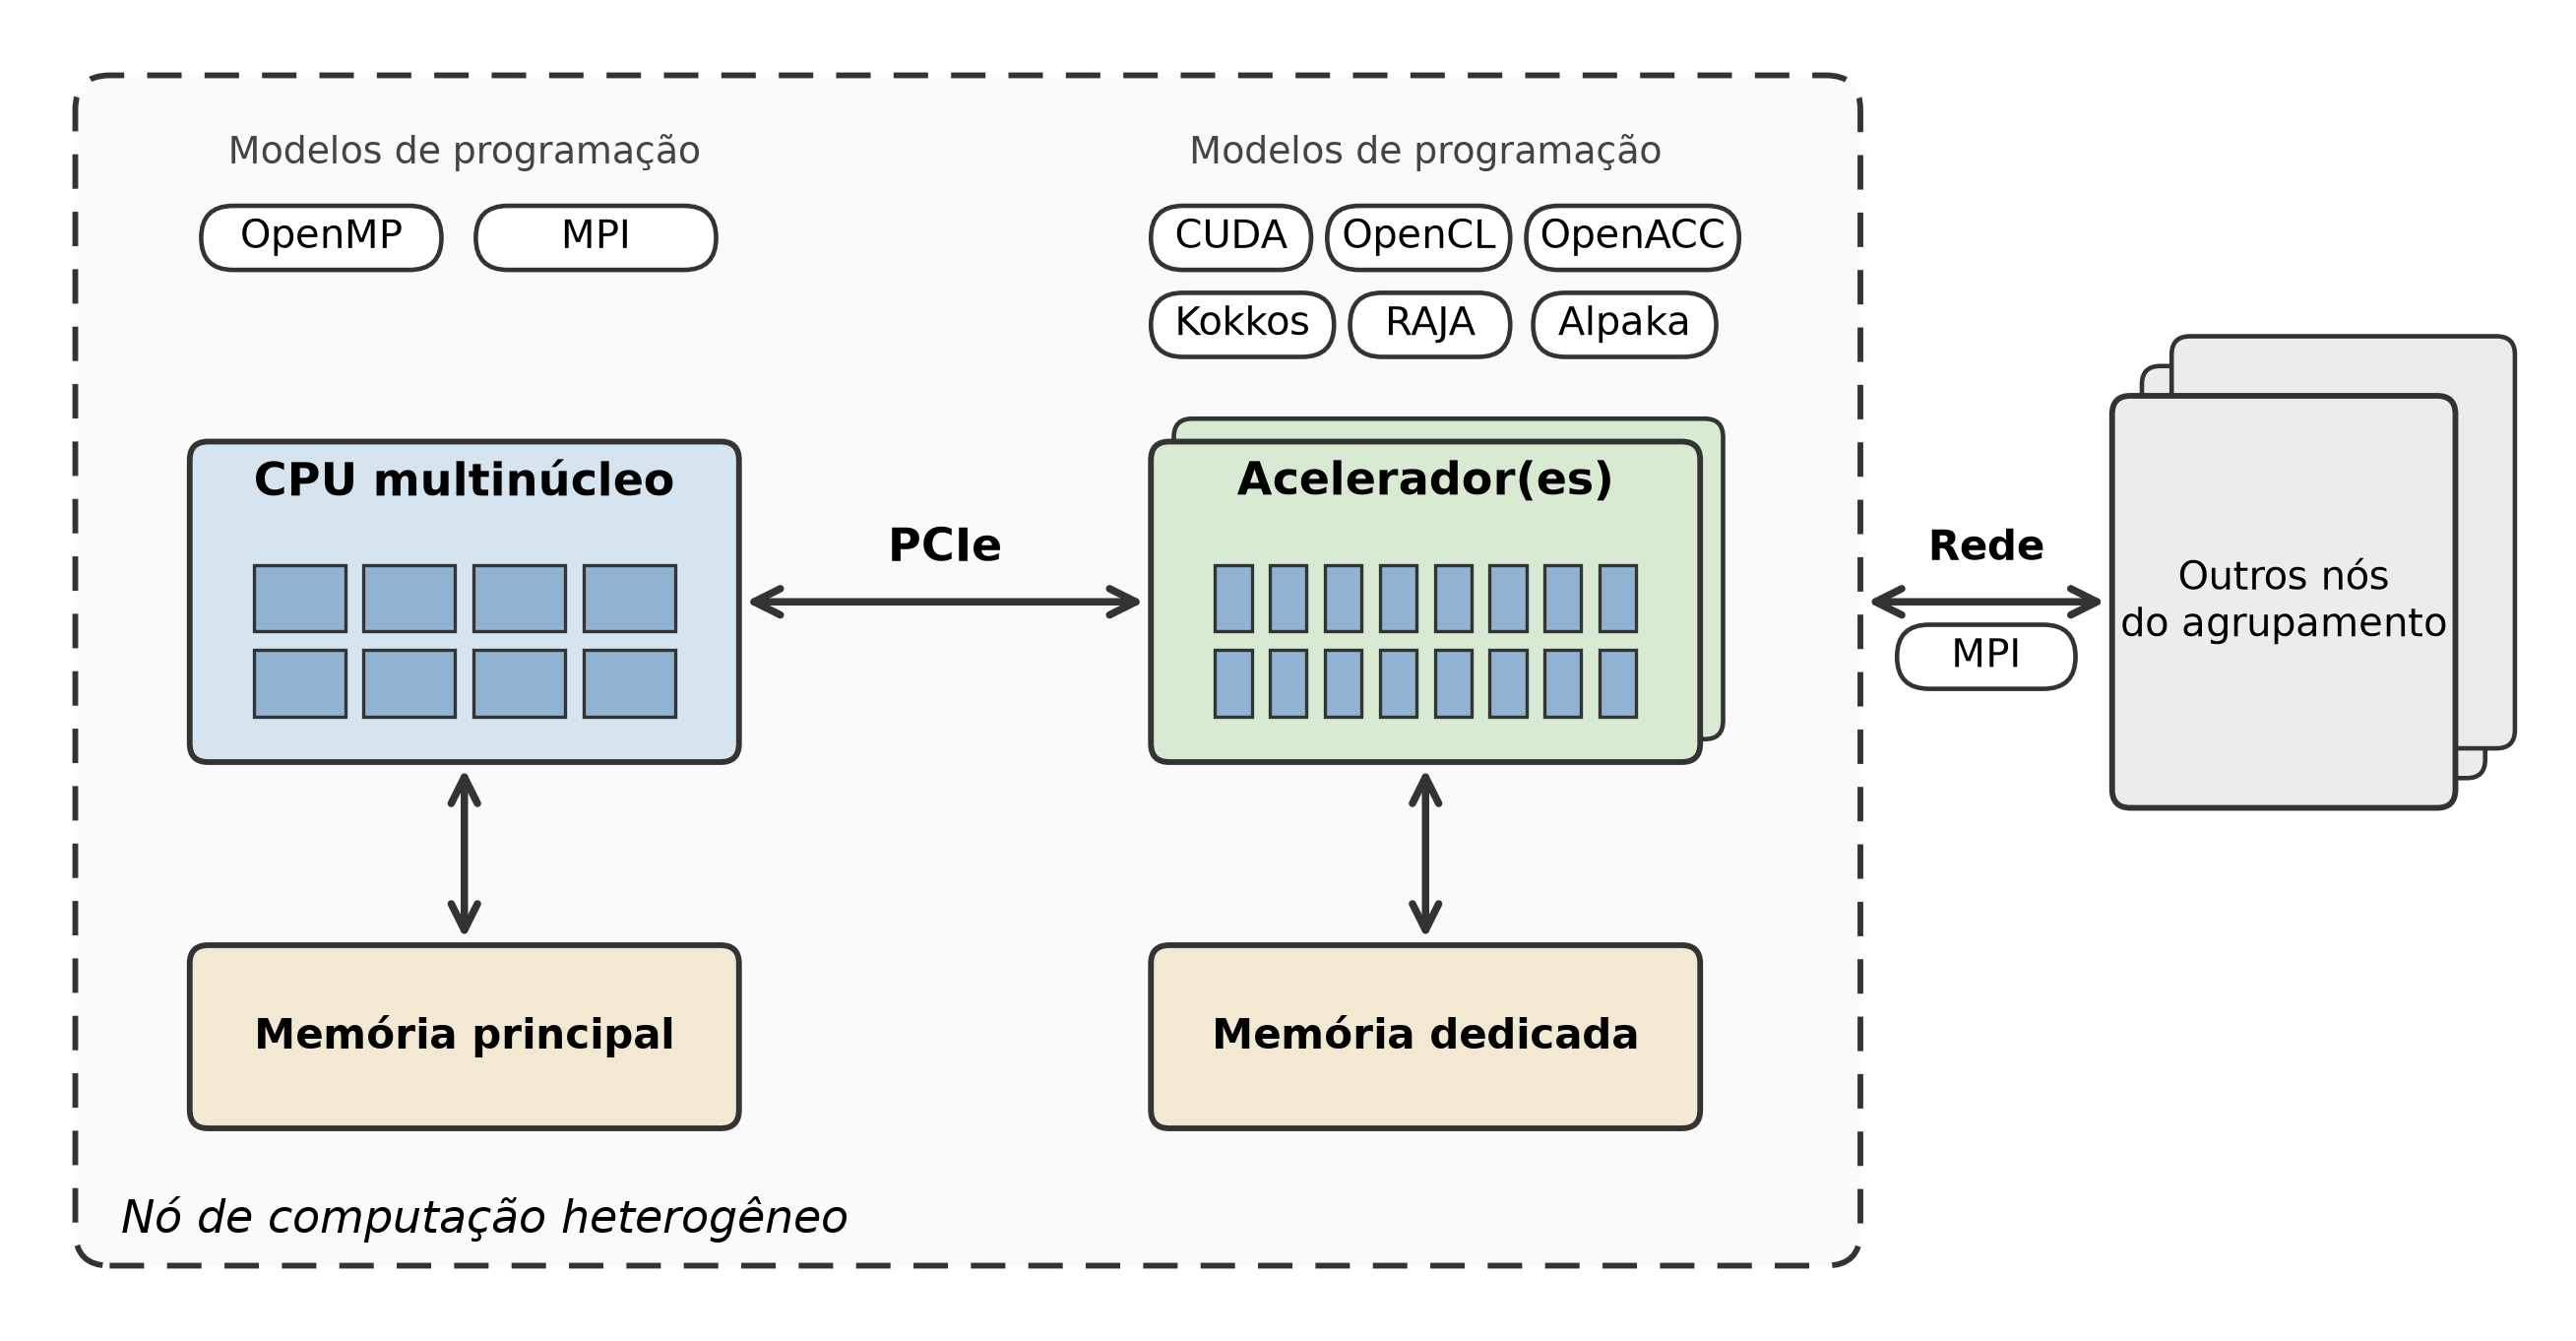 Modelos de programação
OpenMP MPI
Modelos de programação
CUDA OpenCL OpenACC
Kokkos RAJA Alpaka
CPU multinúcleo
PCIe
Acelerador(es)
Rede
MPI
Outros nós
do agrupamento
Memória principal
Memória dedicada
Nó de computação heterogêneo